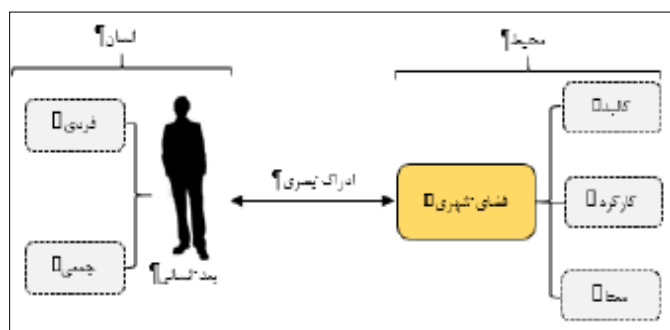 محیط¶
انسان¶
کالبد
فردی
ادراک بصری¶
فضای شهری
کارکرد
جمعی
بعد انسانی¶
معنا